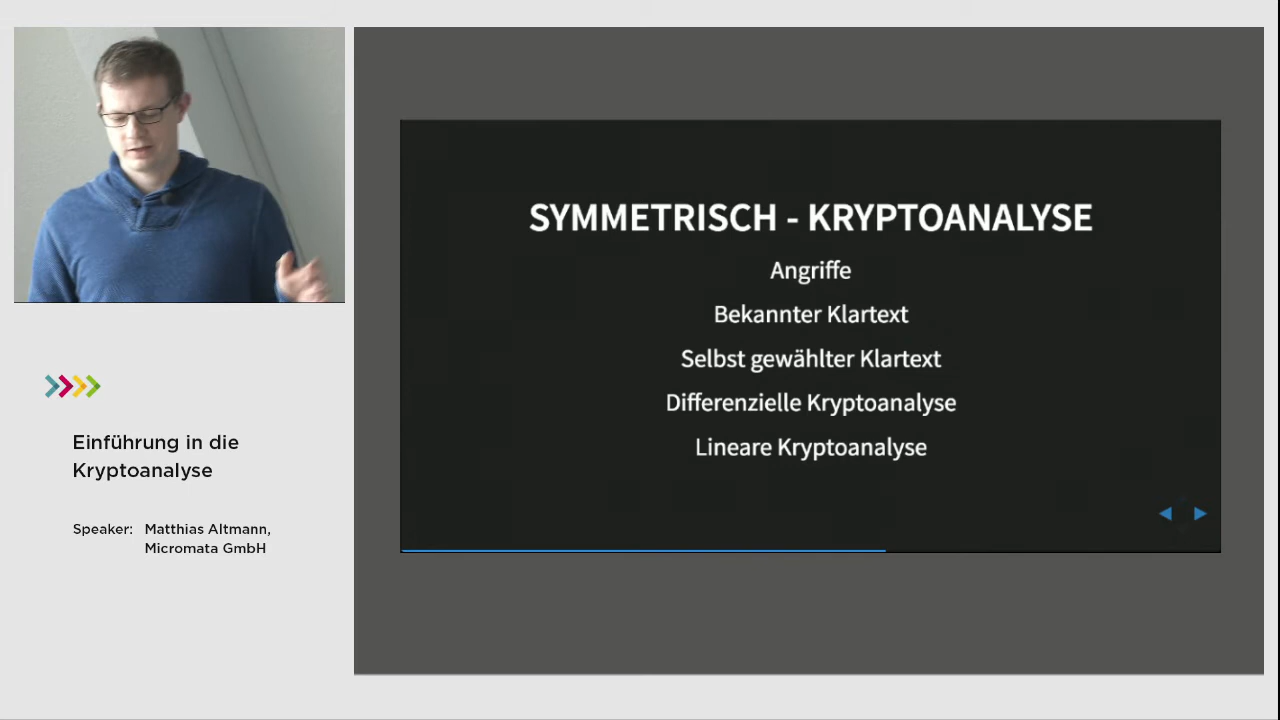 SYMMETRISCH - KRYPTOANALYSE
Angriffe
Bekannter Klartext
Selbst gewählter Klartext
Differenzielle Kryptoanalyse
Lineare Kryptoanalyse
Einführung in die
Kryptoanalyse
Speaker: Matthias Altmann,
Micromata GmbH